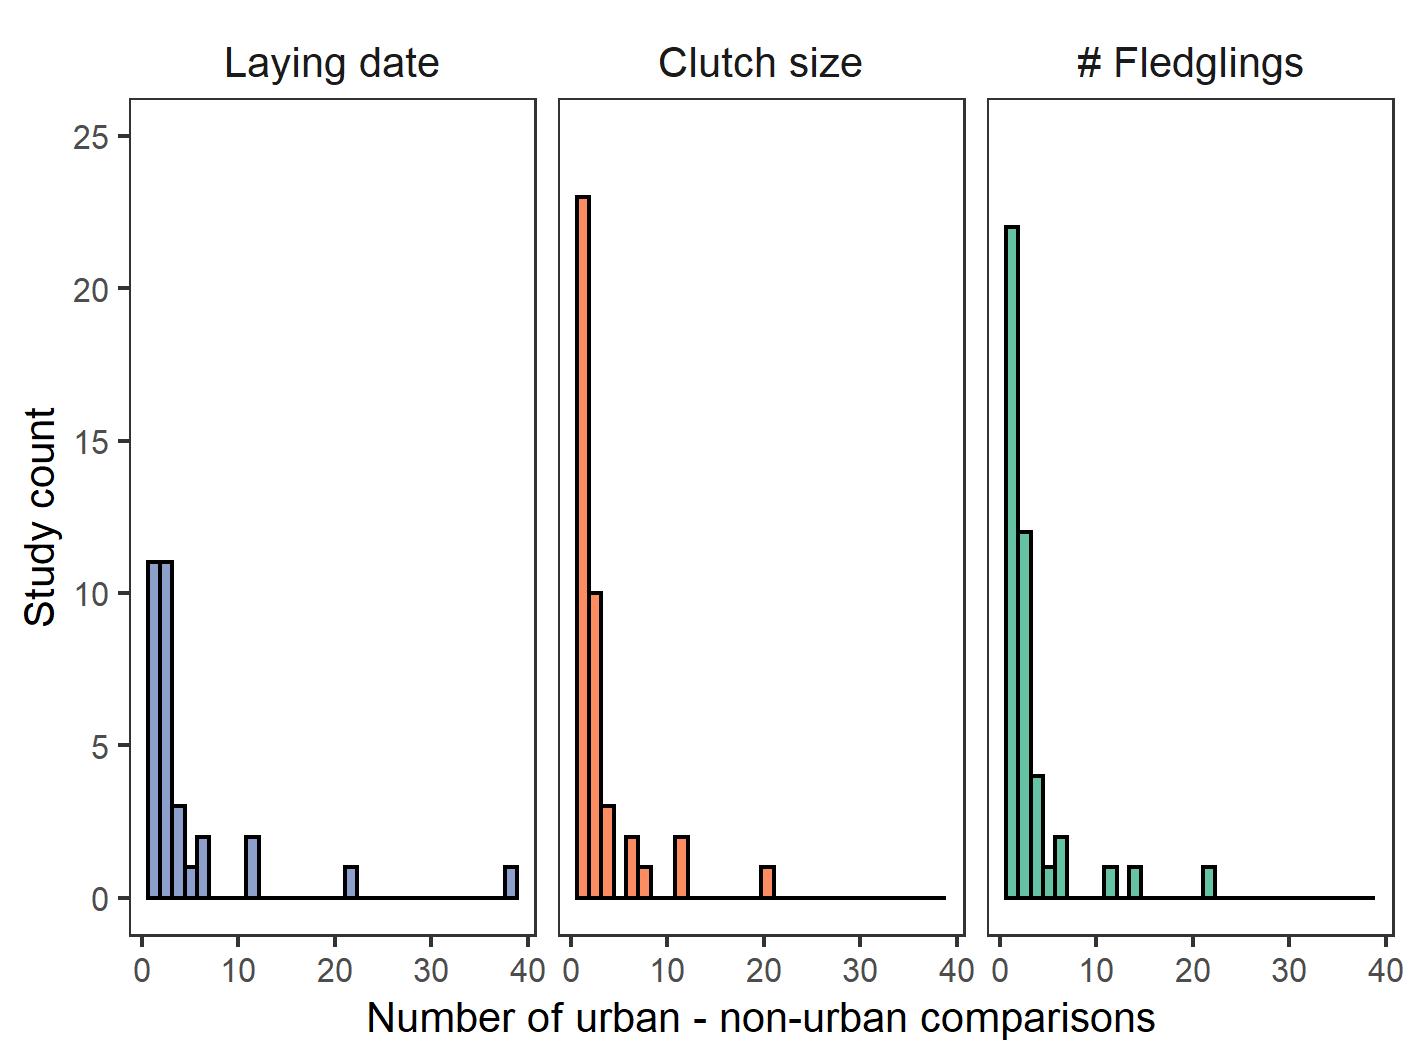 Laying date Clutch size # Fledglings
25
20
15
10
5
0
Study count
0 10 20 30 40 0 10 20 30 40 0 10 20 30 40
Number of urban - non-urban comparisons